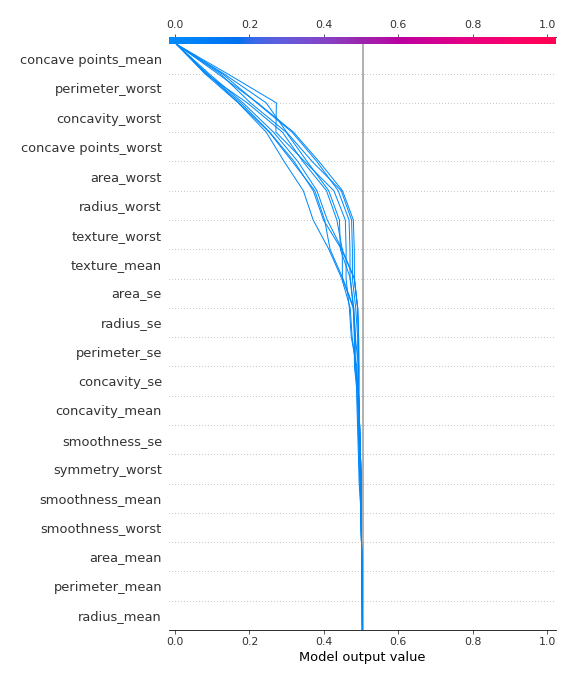 0.0 0.2 0.4 0.6 0.8 1.0
concave points_mean
perimeter_worst
concavity_worst
concave points_worst
area_worst
radius_worst
texture_worst
texture_mean
area_se
radius_se
perimeter_se
concavity_se
concavity_mean
smoothness_se
symmetry_worst
smoothness_mean
smoothness_worst
area_mean
perimeter_mean
radius_mean
0.0 0.2 0.4 0.6 0.8 1.0
Model output value